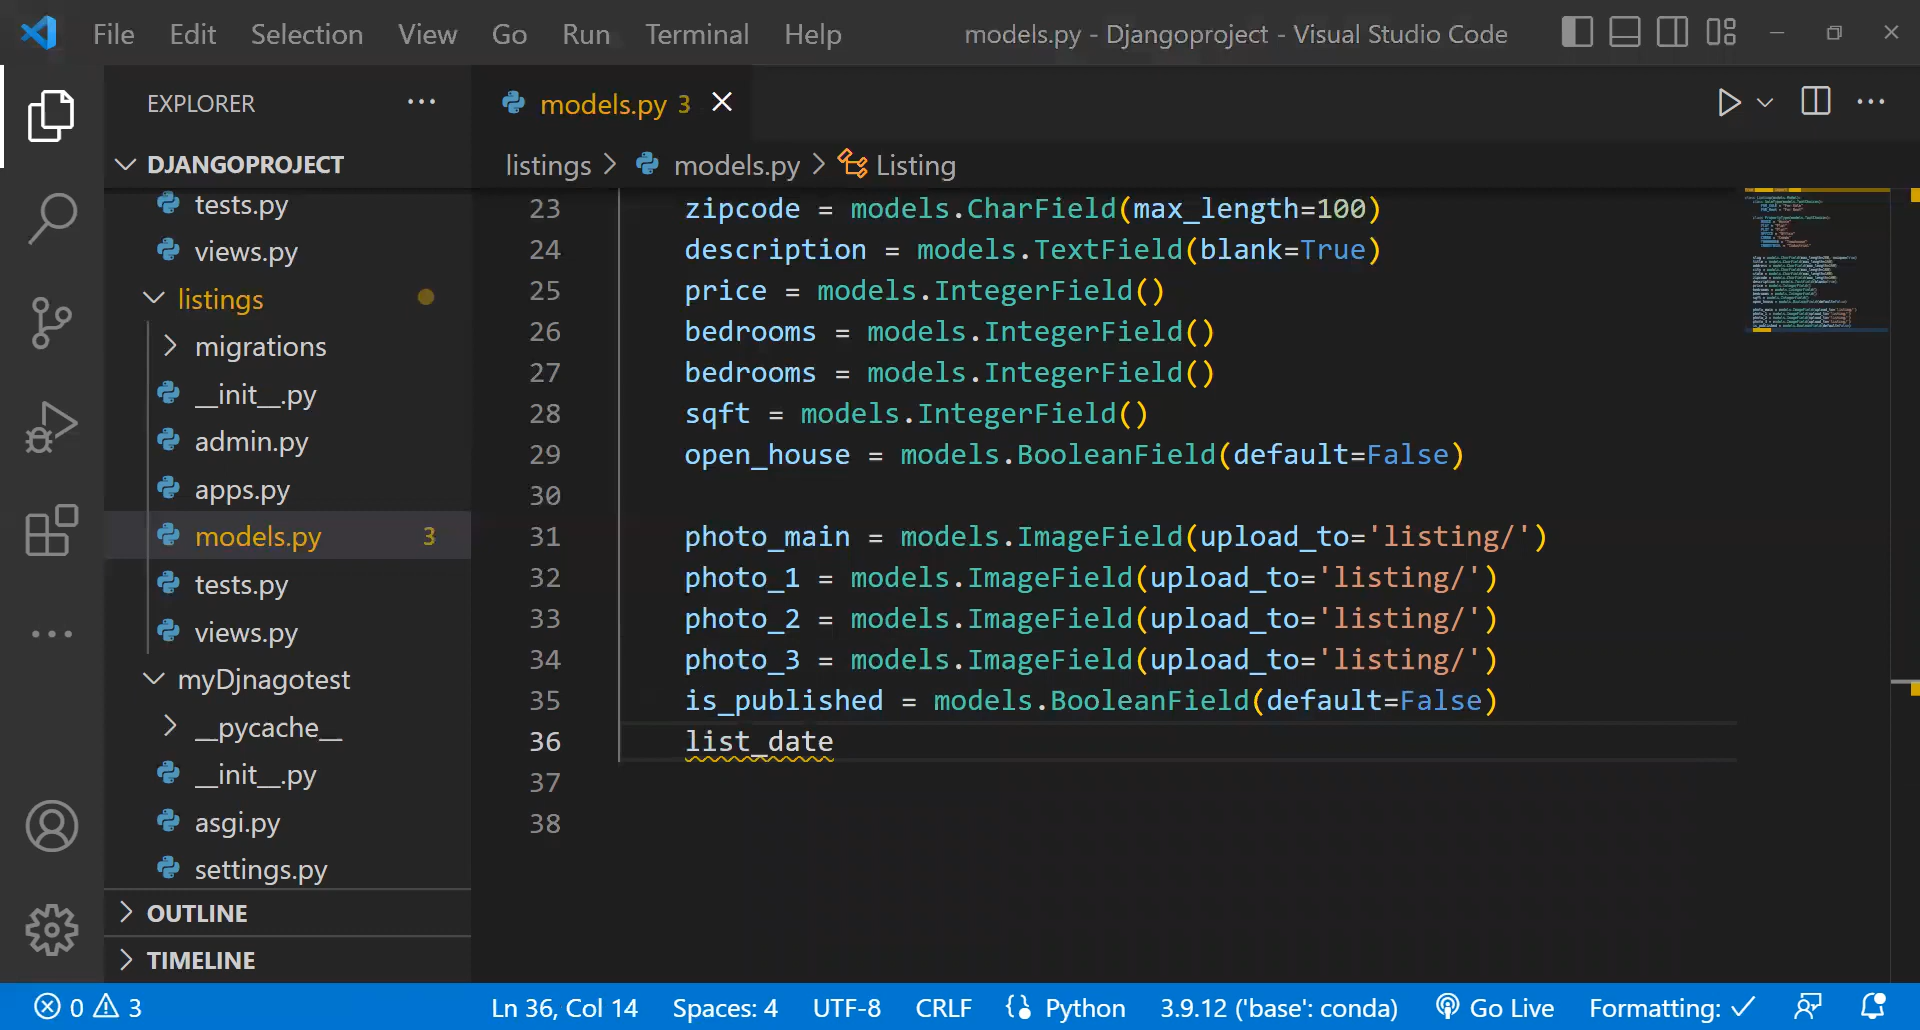 File Edit Selection View Go Run Terminal Help
models.py - Djangoproject - Visual Studio Code
EXPLORER
models.py 3
DJANGOPROJECT
listings > models.py > Listing
tests.py
views.py
listings
migrations
__init__.py
admin.py
apps.py
models.py 3
tests.py
views.py
myDjnagotest
__pycache__
__init__.py
asgi.py
settings.py
OUTLINE
TIMELINE
23 zipcode = models.CharField(max_length=100)
24 description = models.TextField(blank=True)
25 price = models.IntegerField()
26 bedrooms = models.IntegerField()
27 bedrooms = models.IntegerField()
28 sqft = models.IntegerField()
29 open_house = models.BooleanField(default=False)
30
31 photo_main = models.ImageField(upload_to='listing/')
32 photo_1 = models.ImageField(upload_to='listing/')
33 photo_2 = models.ImageField(upload_to='listing/')
34 photo_3 = models.ImageField(upload_to='listing/')
35 is_published = models.BooleanField(default=False)
36 list_date
37
38
0 3 Ln 36, Col 14 Spaces: 4 UTF-8 CRLF Python 3.9.12 ('base': conda) Go Live Formatting: